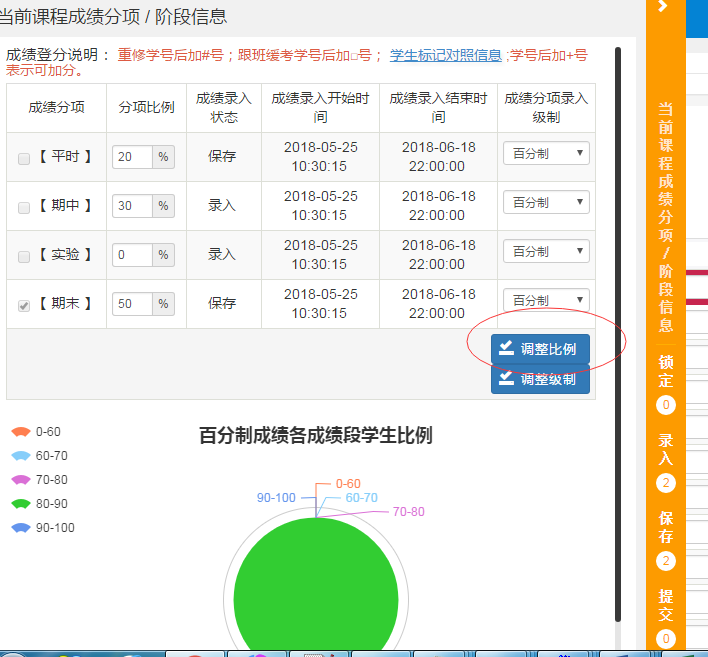 当前课程成绩分项 / 阶段信息
成绩登分说明： 重修学号后加#号；跟班缓考学号后加□号； 学生标记对照信息 ;学号后加+号
表示可加分。
成绩分项 分项比例 成绩录入状态 成绩录入开始时间 成绩录入结束时间 成绩分项录入级制
【 平时 】 20 % 保存 2018-05-25 10:30:15 2018-06-18 22:00:00 百分制
【 期中 】 30 % 录入 2018-05-25 10:30:15 2018-06-18 22:00:00 百分制
【 实验 】 0 % 录入 2018-05-25 10:30:15 2018-06-18 22:00:00 百分制
【 期末 】 50 % 保存 2018-05-25 10:30:15 2018-06-18 22:00:00 百分制
调整比例
调整级制
百分制成绩各成绩段学生比例
0-60
60-70
70-80
80-90
90-100
0-60
90-100
60-70
70-80
当前课程成绩分项/阶段信息
锁定
0
录入
2
保存
2
提交
0